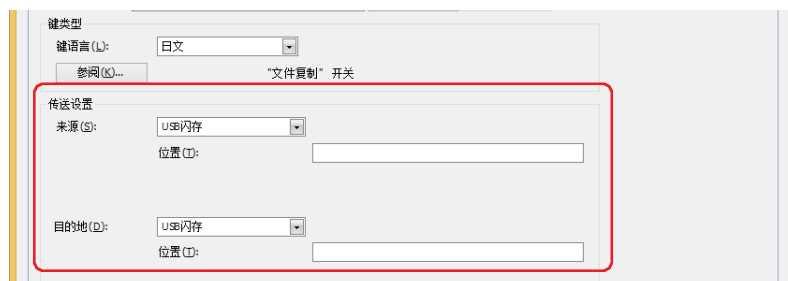 键类型
键语言(L): 日文
参阅(K)... "文件复制" 开关
传送设置
来源(S): USB闪存
位置(T):
目的地(D): USB闪存
位置(T):